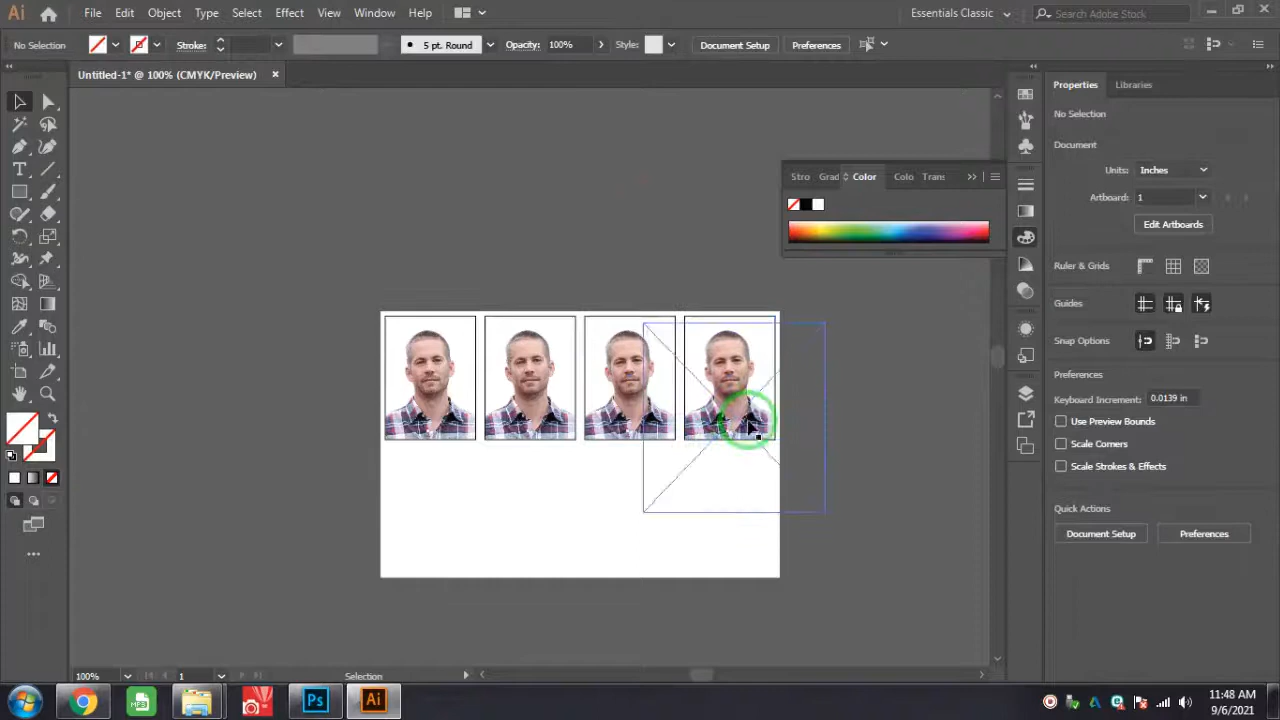 Ai File Edit Object Type Select Effect View Window Help Essentials Classic Search Adobe Stock
No Selection Stroke: 5 pt. Round Opacity: 100% Style: Document Setup Preferences
Untitled-1* @ 100% (CMYK/Preview)
Properties Libraries
No Selection
Document
Units: Inches
Artboard: 1
Edit Artboards
Ruler & Grids
Guides
Snap Options
Preferences
Keyboard Increment: 0.0139 in
Use Preview Bounds
Scale Corners
Scale Strokes & Effects
Quick Actions
Document Setup Preferences
Stro Grad Color Colo Trans
T
100% 1 Selection
MP3 Ps Ai
11:48 AM
9/6/2021